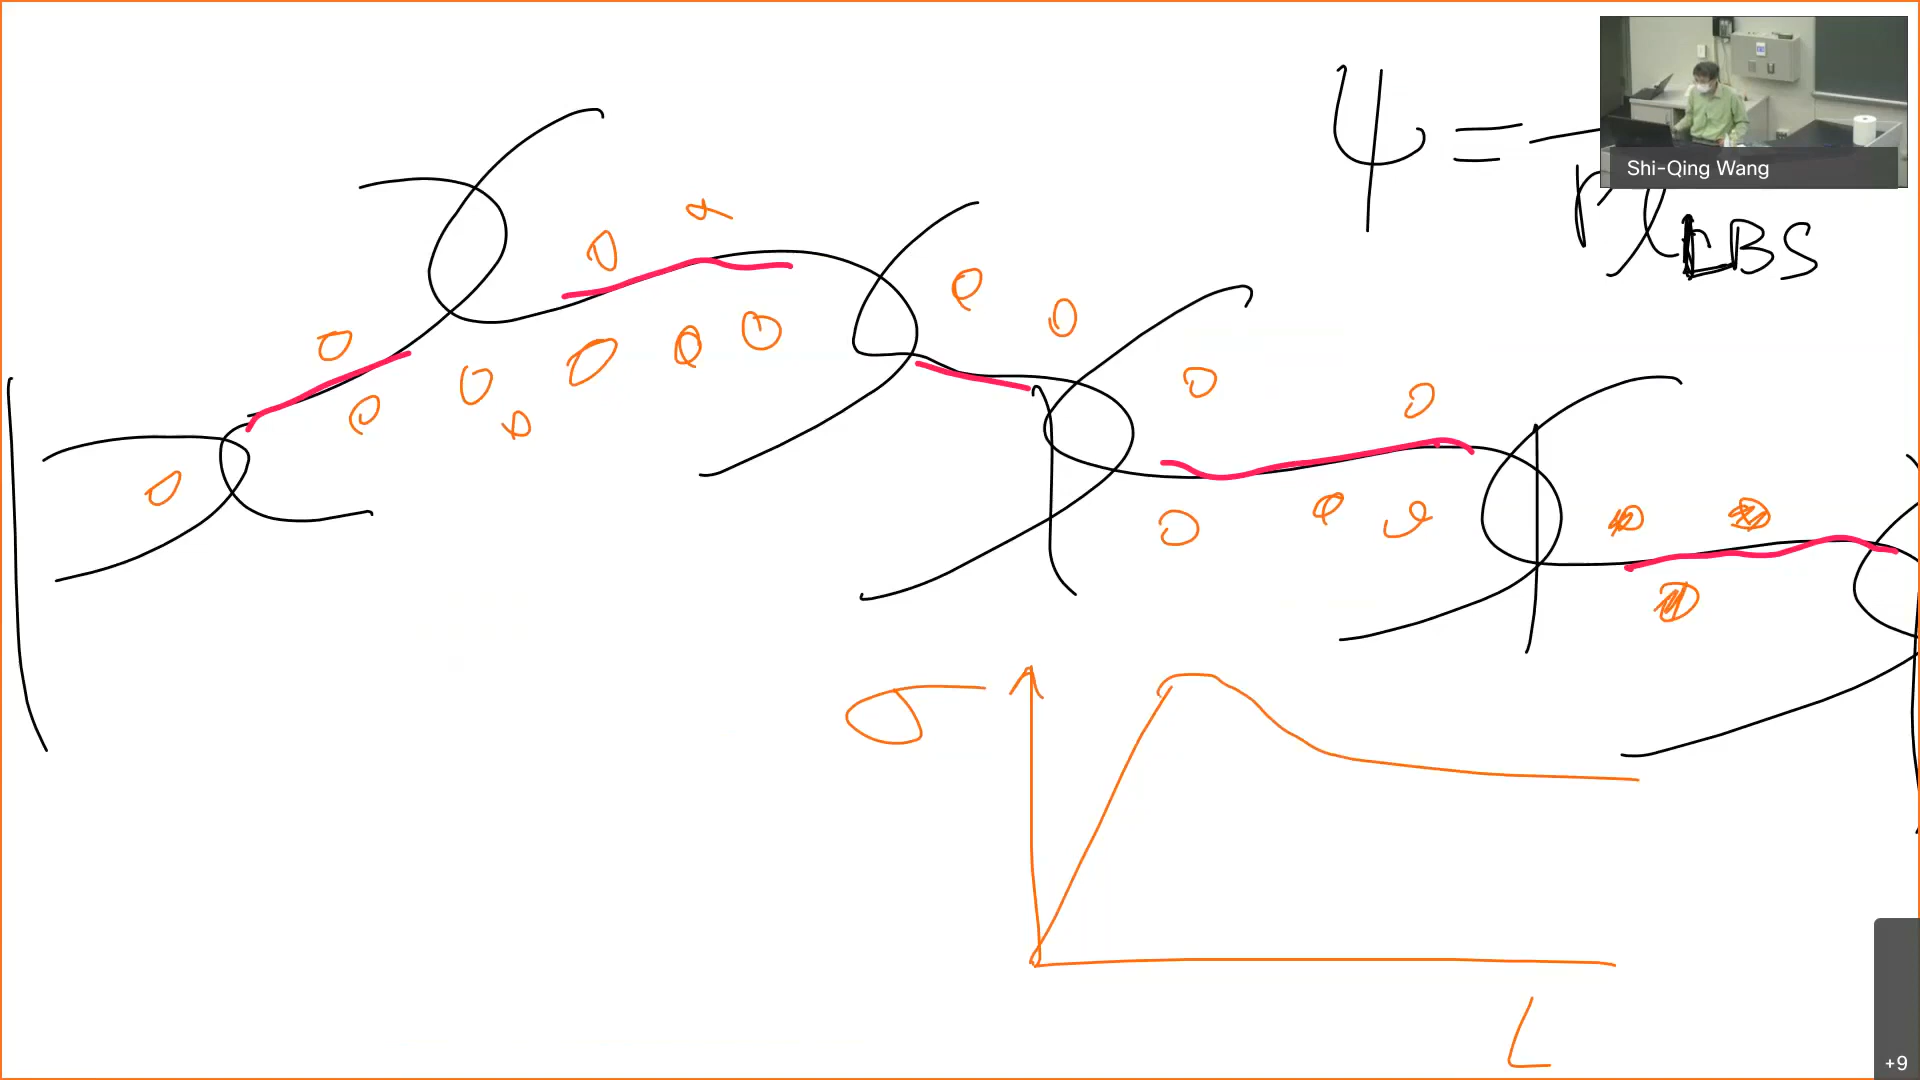 Shi-Qing Wang
ψ =
LBS
σ
L
+9